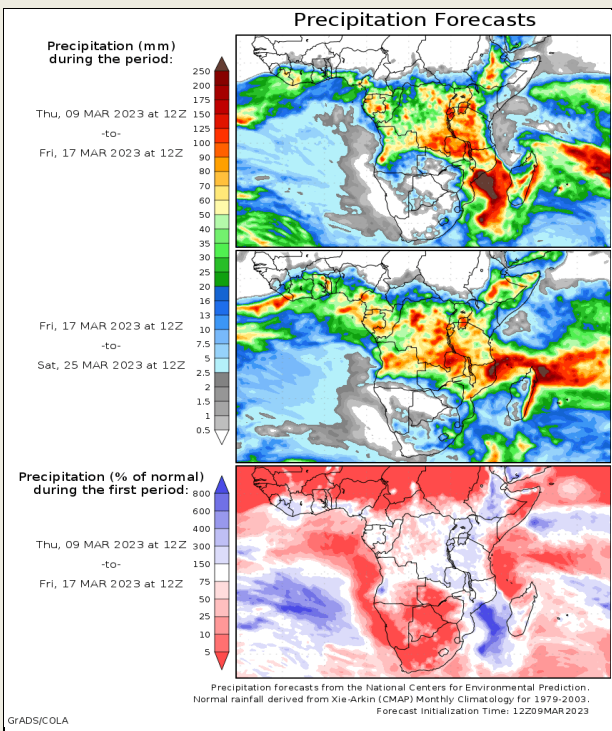 Precipitation Forecasts
Precipitation (mm)
during the period:
Thu, 09 MAR 2023 at 12Z
-to-
Fri, 17 MAR 2023 at 12Z
250
200
175
150
125
100
90
80
70
60
50
40
35
30
25
20
16
13
10
7.5
5
2.5
2
1.5
1
0.5
Fri, 17 MAR 2023 at 12Z
-to-
Sat, 25 MAR 2023 at 12Z
Precipitation (% of normal)
during the first period:
Thu, 09 MAR 2023 at 12Z
-to-
Fri, 17 MAR 2023 at 12Z
800
600
400
300
150
75
50
25
10
5
Precipitation forecasts from the National Centers for Environmental Prediction.
Normal rainfall derived from Xie-Arkin (CMAP) Monthly Climatology for 1979-2003.
Forecast Initialization Time: 12Z09MAR2023
GrADS/COLA